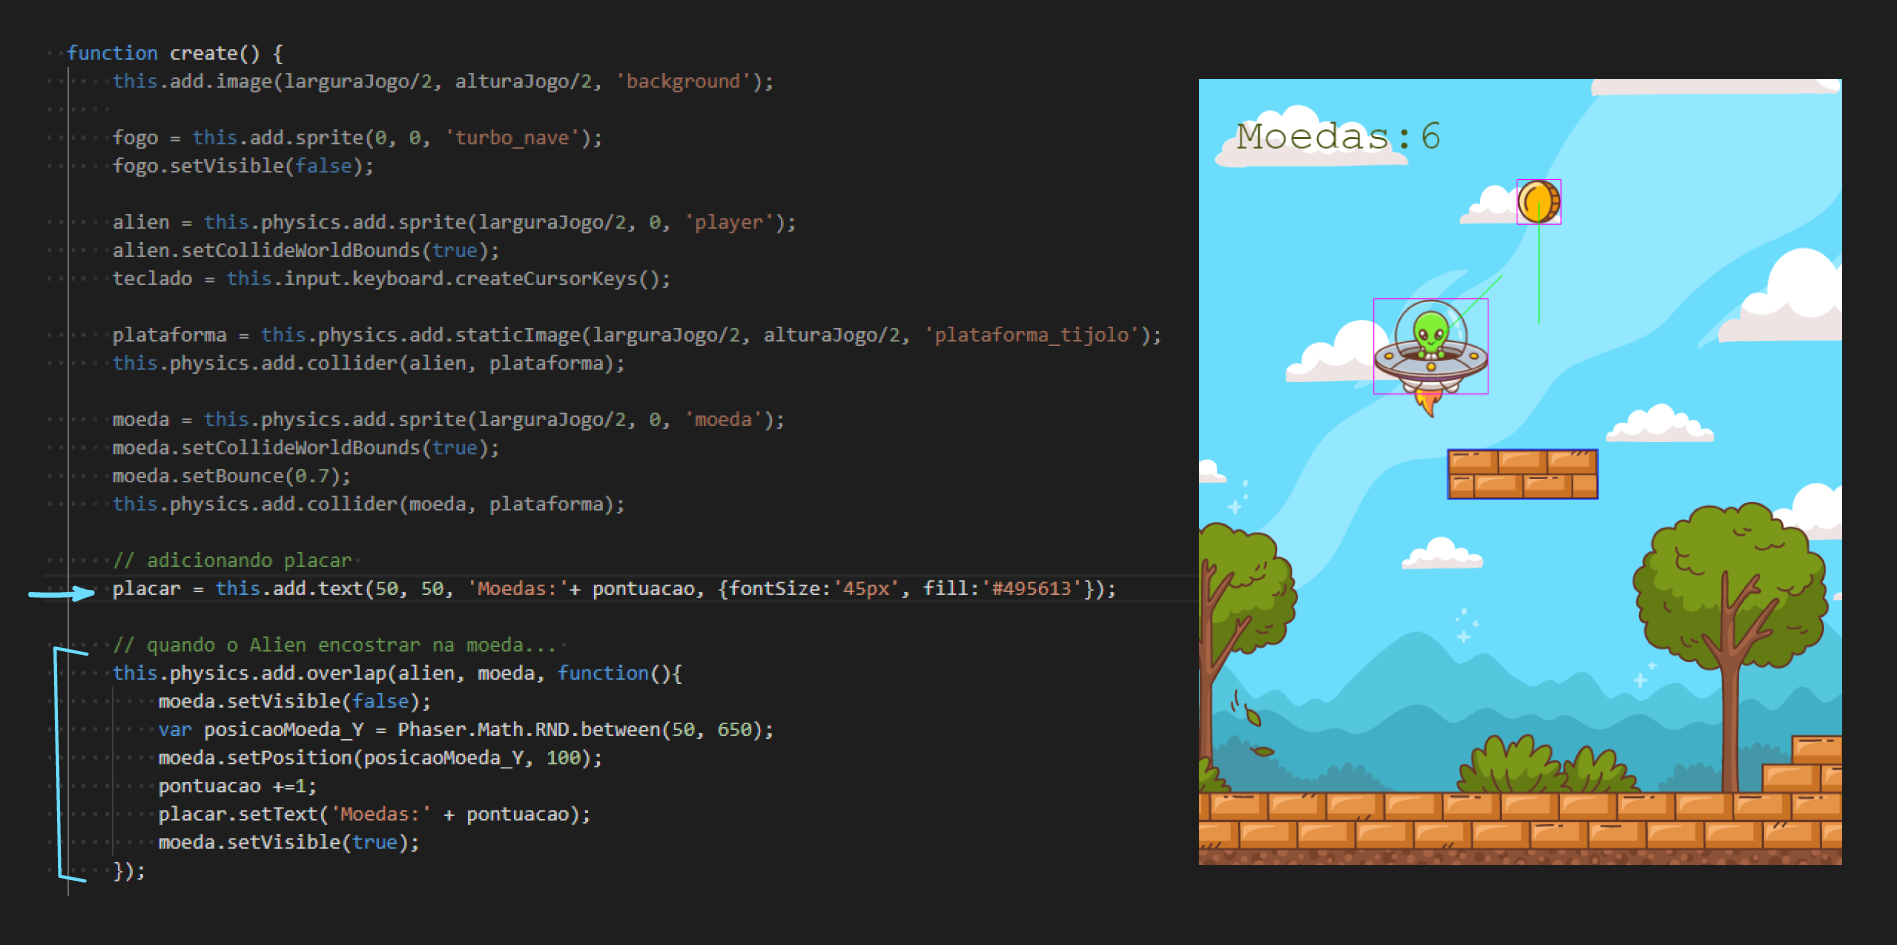 function create() {
this.add.image(larguraJogo/2, alturaJogo/2, 'background');
fogo = this.add.sprite(0, 0, 'turbo_nave');
fogo.setVisible(false);
alien = this.physics.add.sprite(larguraJogo/2, 0, 'player');
alien.setCollideWorldBounds(true);
teclado = this.input.keyboard.createCursorKeys();
plataforma = this.physics.add.staticImage(larguraJogo/2, alturaJogo/2, 'plataforma_tijolo');
this.physics.add.collider(alien, plataforma);
moeda = this.physics.add.sprite(larguraJogo/2, 0, 'moeda');
moeda.setCollideWorldBounds(true);
moeda.setBounce(0.7);
this.physics.add.collider(moeda, plataforma);
// adicionando placar
placar = this.add.text(50, 50, 'Moedas:'+ pontuacao, {fontSize:'45px', fill:'#495613'});
// quando o Alien encostrar na moeda...
this.physics.add.overlap(alien, moeda, function(){
moeda.setVisible(false);
var posicaoMoeda_Y = Phaser.Math.RND.between(50, 650);
moeda.setPosition(posicaoMoeda_Y, 100);
pontuacao +=1;
placar.setText('Moedas:' + pontuacao);
moeda.setVisible(true);
});
Moedas:6